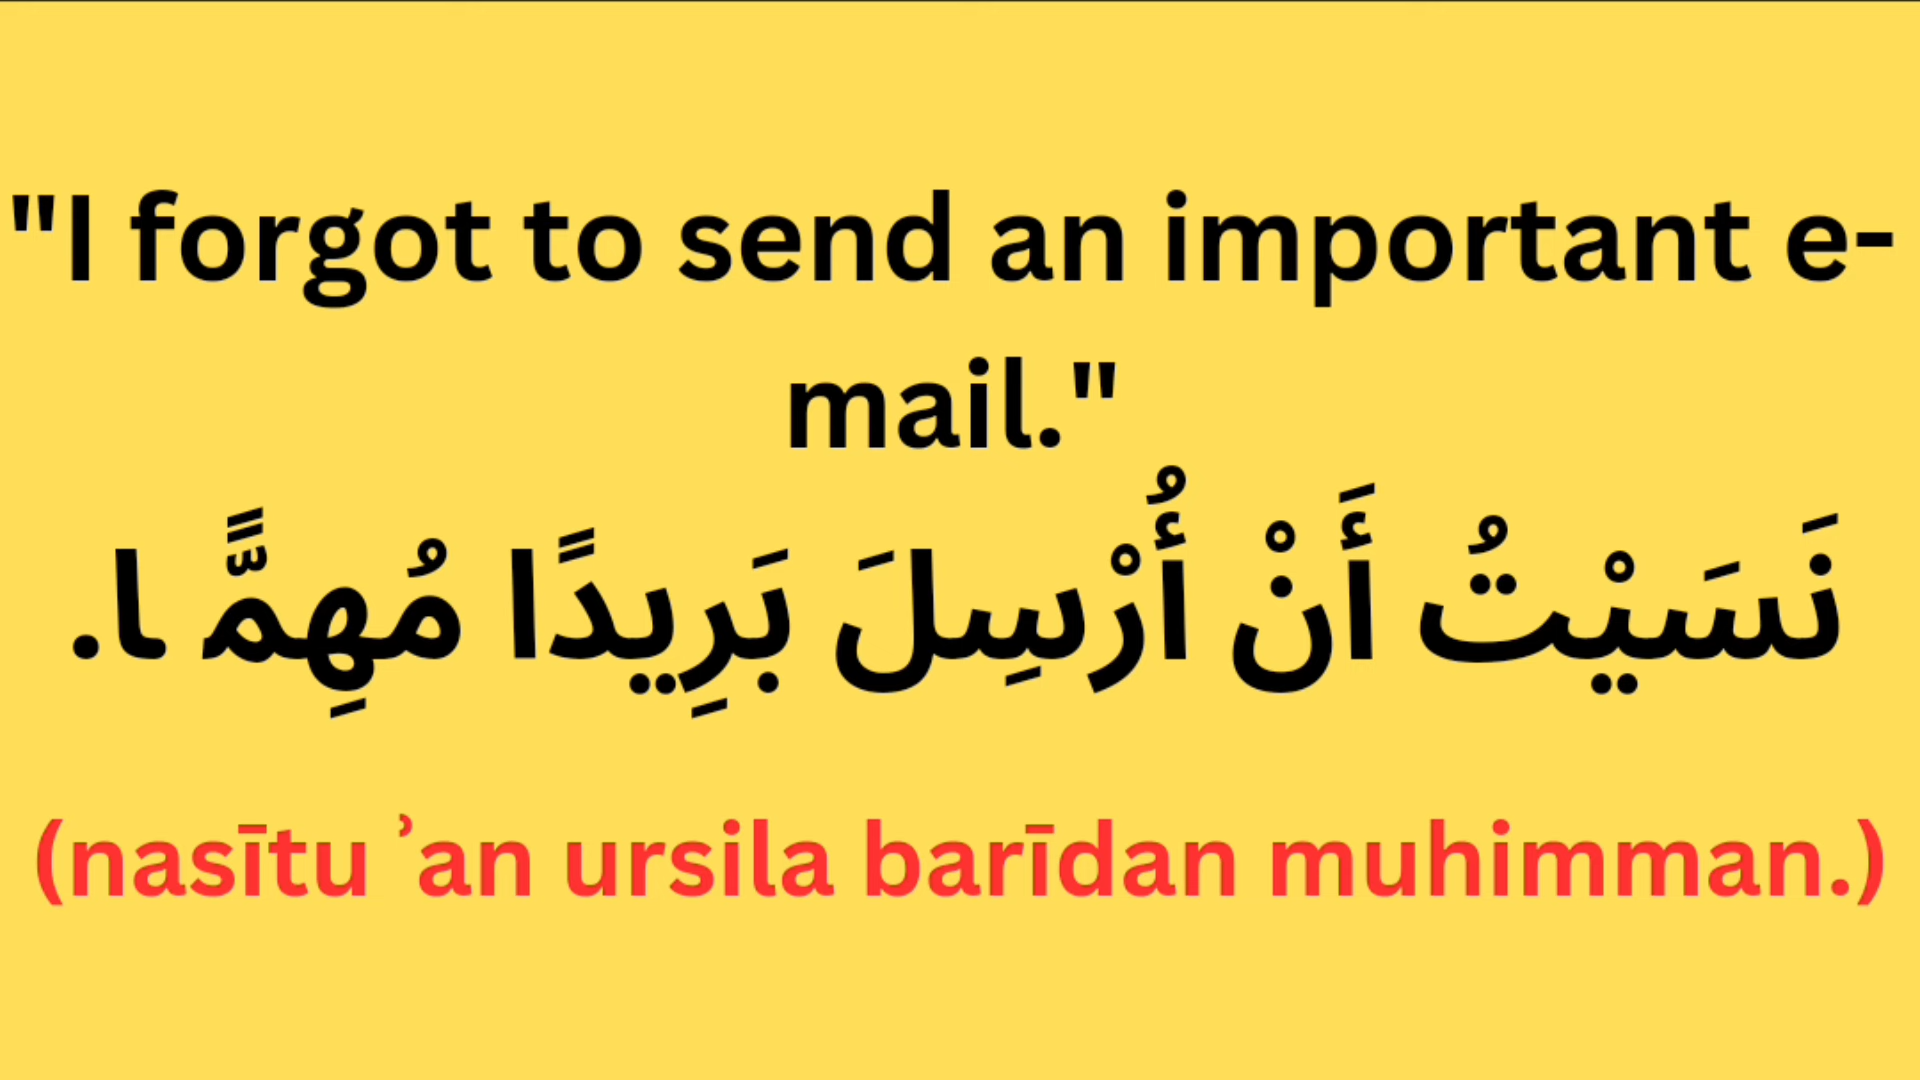 "I forgot to send an important e-
mail."
نَسَيْتُ أَنْ أُرْسِلَ بَرِيدًا مُهِمًّ ا.
(nasītu ʾan ursila barīdan muhimman.)